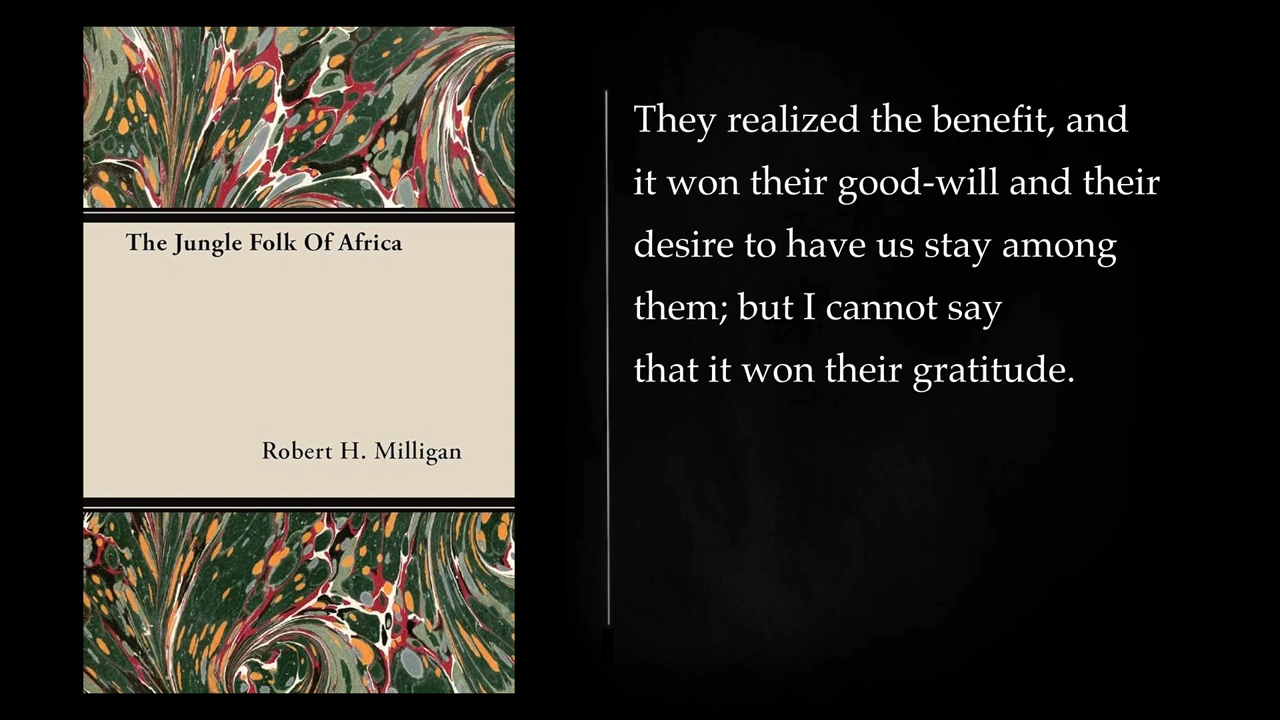 The Jungle Folk Of Africa
Robert H. Milligan
They realized the benefit, and
it won their good-will and their
desire to have us stay among
them; but I cannot say
that it won their gratitude.